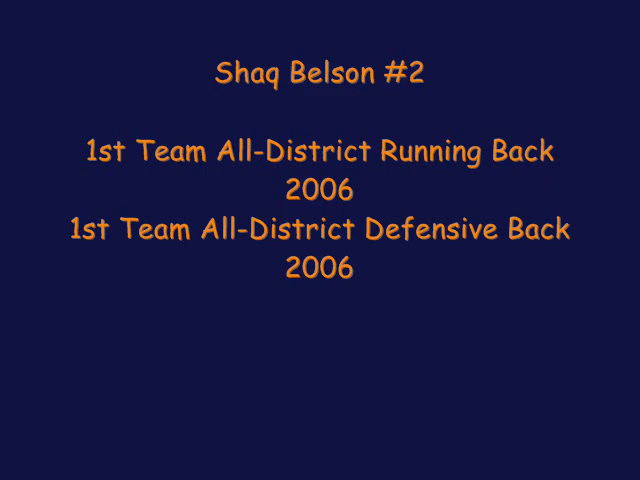 Shaq Belson #2
1st Team All-District Running Back
2006
1st Team All-District Defensive Back
2006